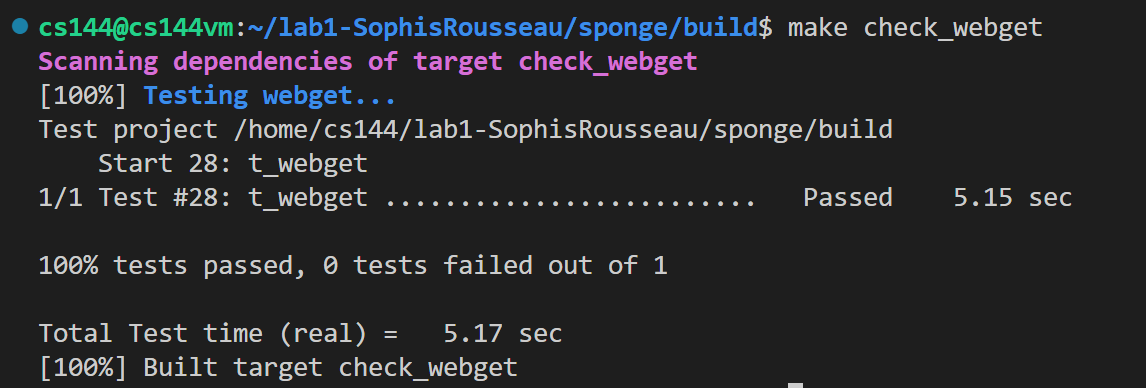 cs144@cs144vm:~/lab1-SophisRousseau/sponge/build$ make check_webget
Scanning dependencies of target check_webget
[100%] Testing webget...
Test project /home/cs144/lab1-SophisRousseau/sponge/build
    Start 28: t_webget
1/1 Test #28: t_webget .........................   Passed    5.15 sec

100% tests passed, 0 tests failed out of 1

Total Test time (real) =   5.17 sec
[100%] Built target check_webget